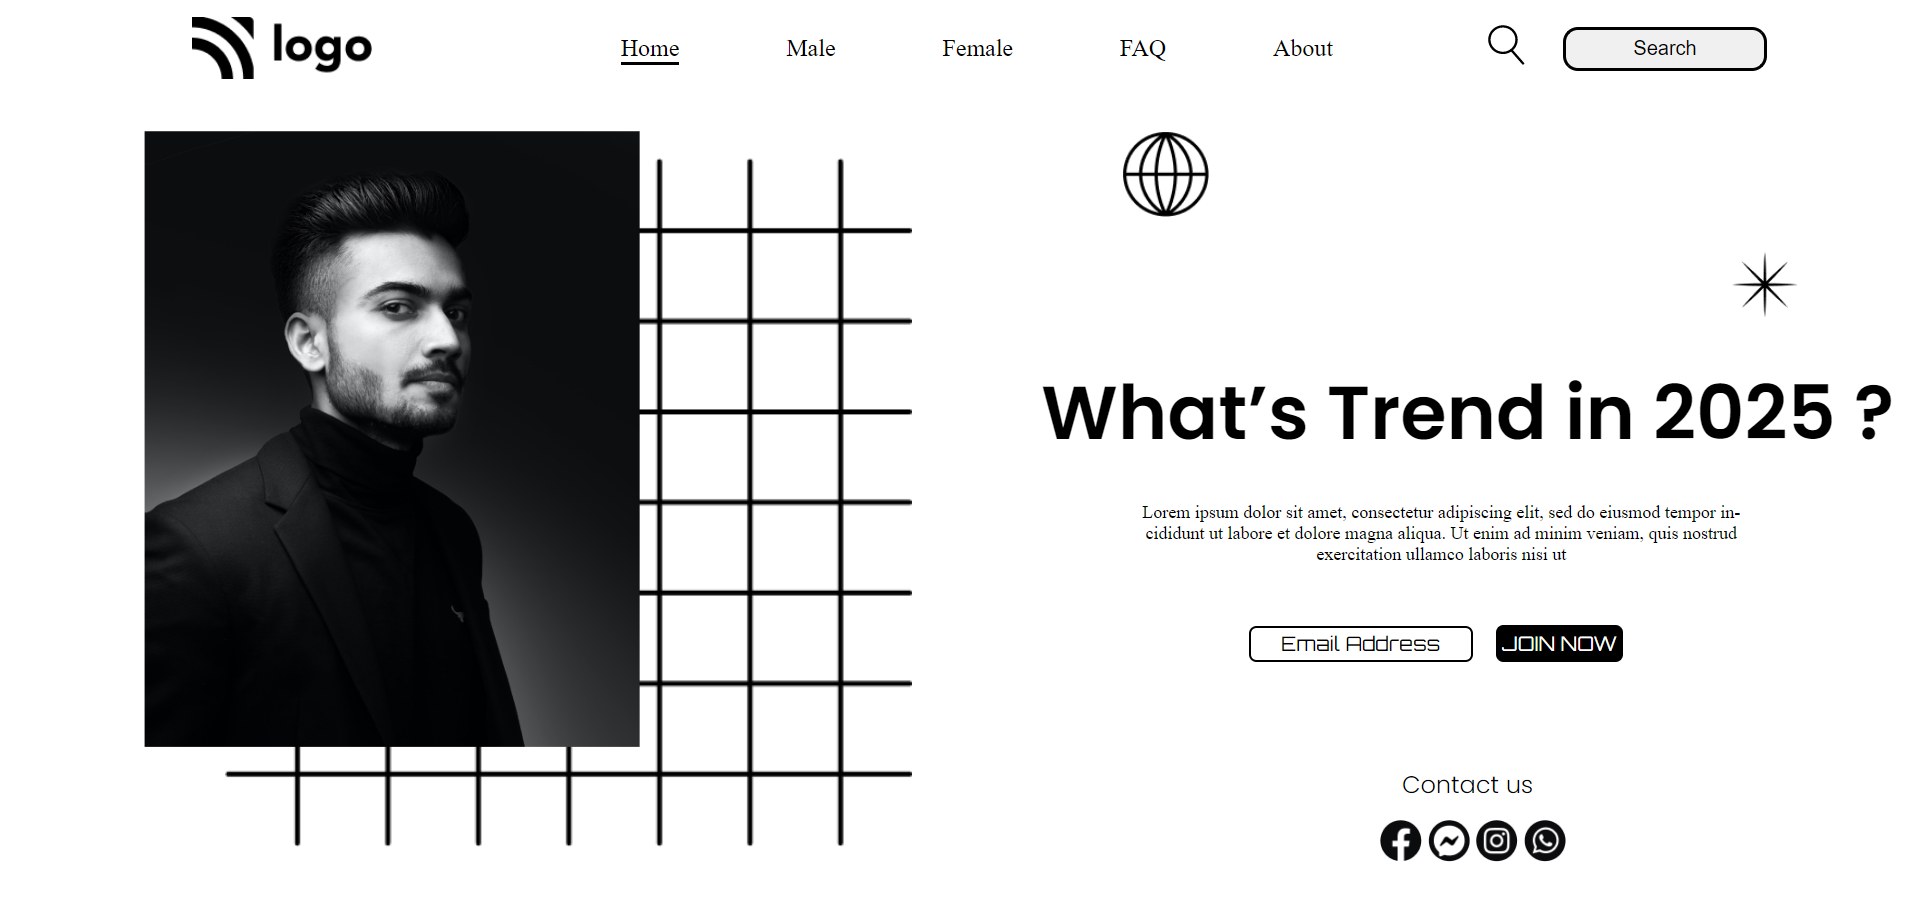 logo
Home
Male
Female
FAQ
About
Search
What’s Trend in 2025 ?
Lorem ipsum dolor sit amet, consectetur adipiscing elit, sed do eiusmod tempor in-
cididunt ut labore et dolore magna aliqua. Ut enim ad minim veniam, quis nostrud
exercitation ullamco laboris nisi ut
Email Address
JOIN NOW
Contact us